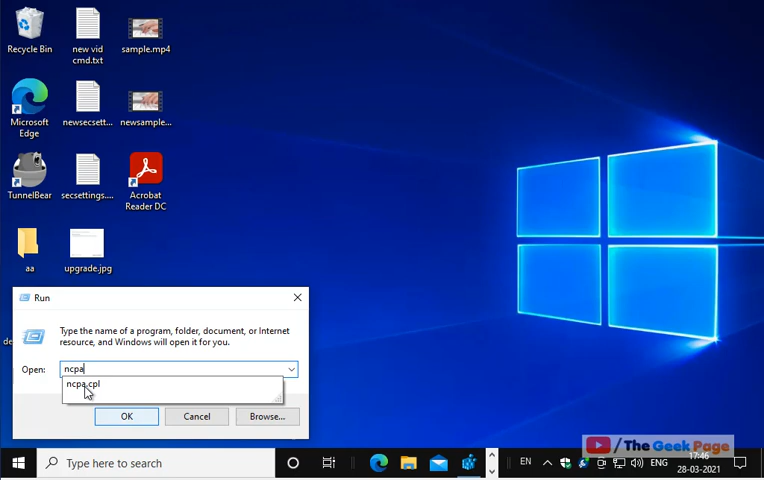 Recycle Bin
new vid
cmd.txt
sample.mp4
Microsoft
Edge
newsecsett...
newsample...
TunnelBear
secsettings....
Acrobat
Reader DC
aa
upgrade.jpg
de
Run
Type the name of a program, folder, document, or Internet
resource, and Windows will open it for you.
Open:
ncpa
ncpa.cpl
OK
Cancel
Browse...
/ The Geek Page
Type here to search
EN
ENG
17:46
28-03-2021